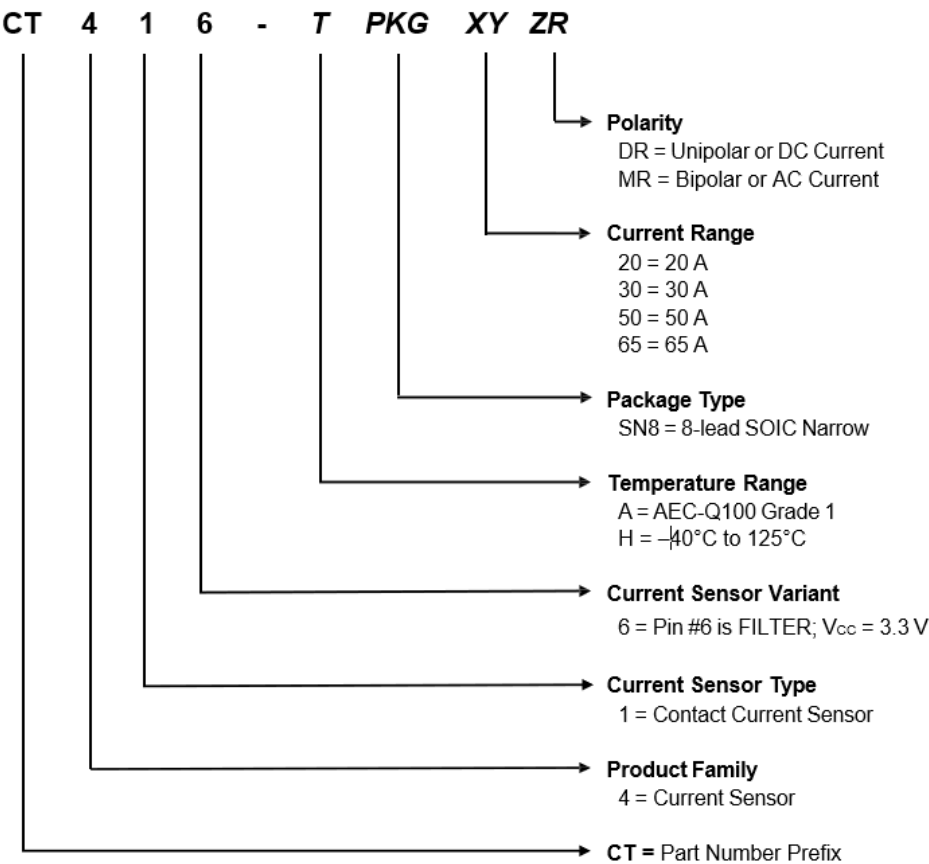 CT 4 1 6 - T PKG XY ZR
Polarity
DR = Unipolar or DC Current
MR = Bipolar or AC Current
Current Range
20 = 20 A
30 = 30 A
50 = 50 A
65 = 65 A
Package Type
SN8 = 8-lead SOIC Narrow
Temperature Range
A = AEC-Q100 Grade 1
H = –40°C to 125°C
Current Sensor Variant
6 = Pin #6 is FILTER; Vcc = 3.3 V
Current Sensor Type
1 = Contact Current Sensor
Product Family
4 = Current Sensor
CT = Part Number Prefix